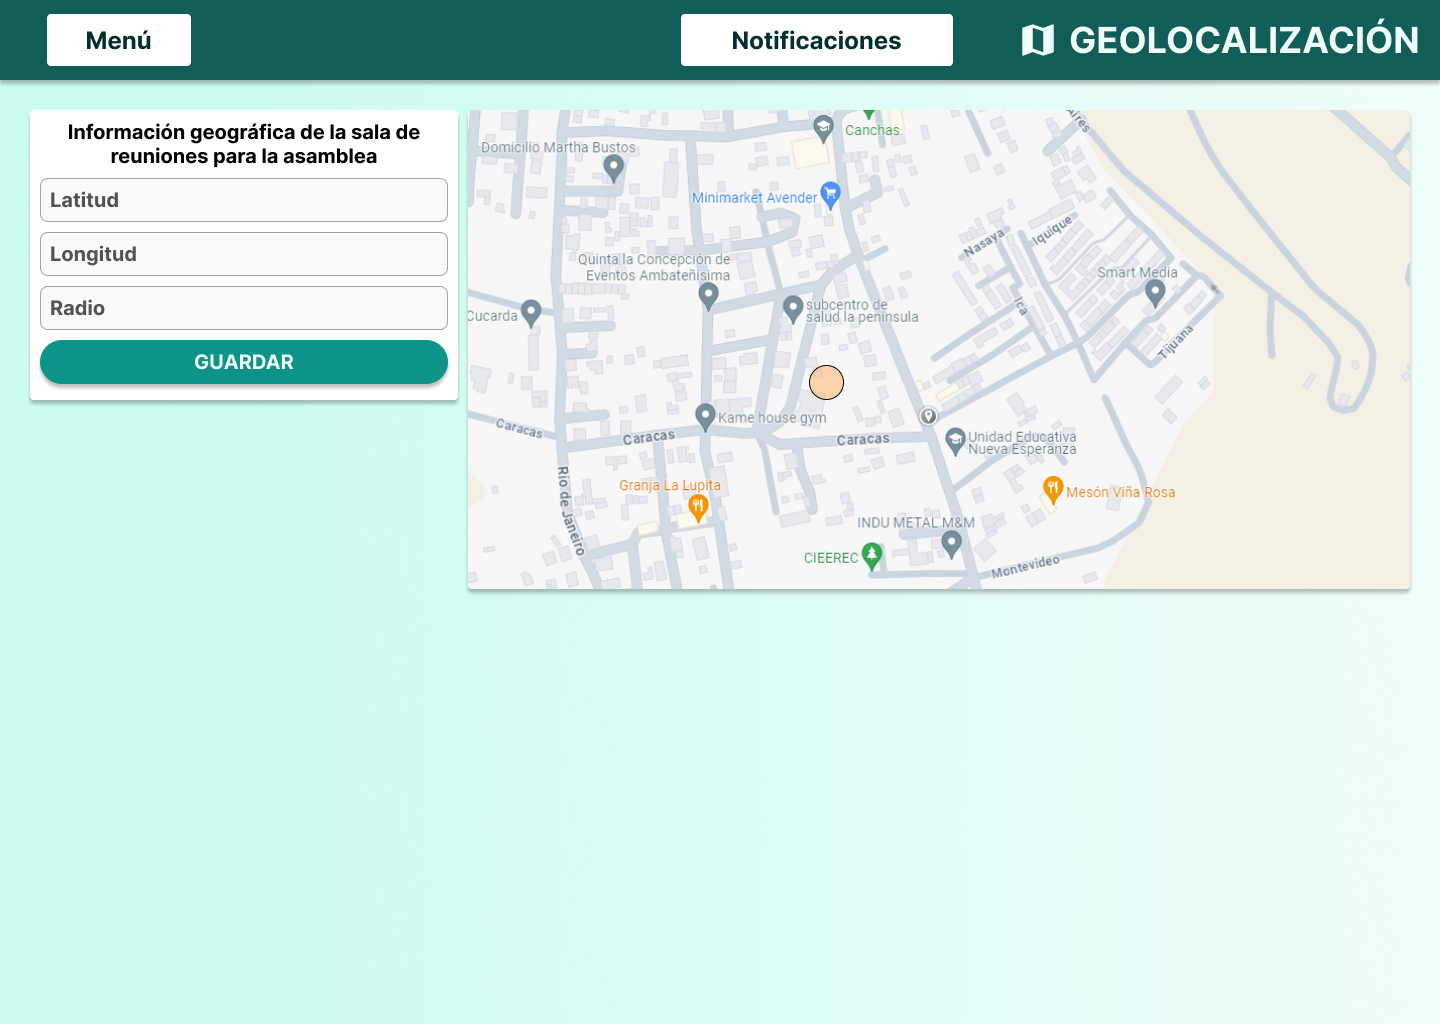 Menú
Notificaciones
GEOLOCALIZACIÓN
Información geográfica de la sala de
reuniones para la asamblea
Latitud
Longitud
Radio
GUARDAR
Aires
Canchas
Domicilio Martha Bustos
Minimarket Avender
Nasaya
Iquique
Quinta la Concepción de
Eventos Ambateñisima
Smart Media
Ica
subcentro de
salud la península
Cucarda
Tijuana
Kame house gym
Caracas
Caracas
Caracas
Unidad Educativa
Nueva Esperanza
Río de Janeiro
Granja La Lupita
Mesón Viña Rosa
INDU METAL M&M
CIEEREC
Montevideo